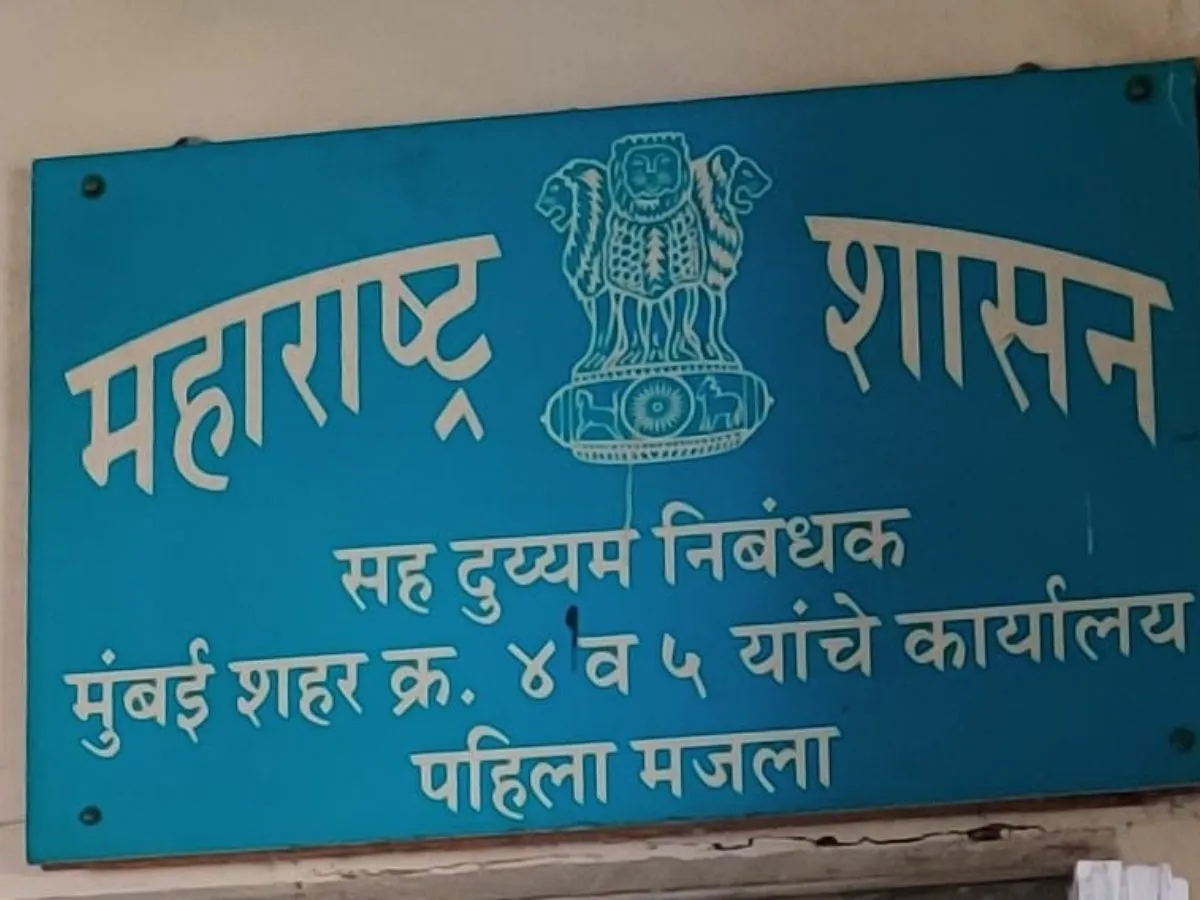 महाराष्ट्र शासन
सह दुय्यम निबंधक
मुंबई शहर क्र. ४ व ५ यांचे कार्यालय
पहिला मजला